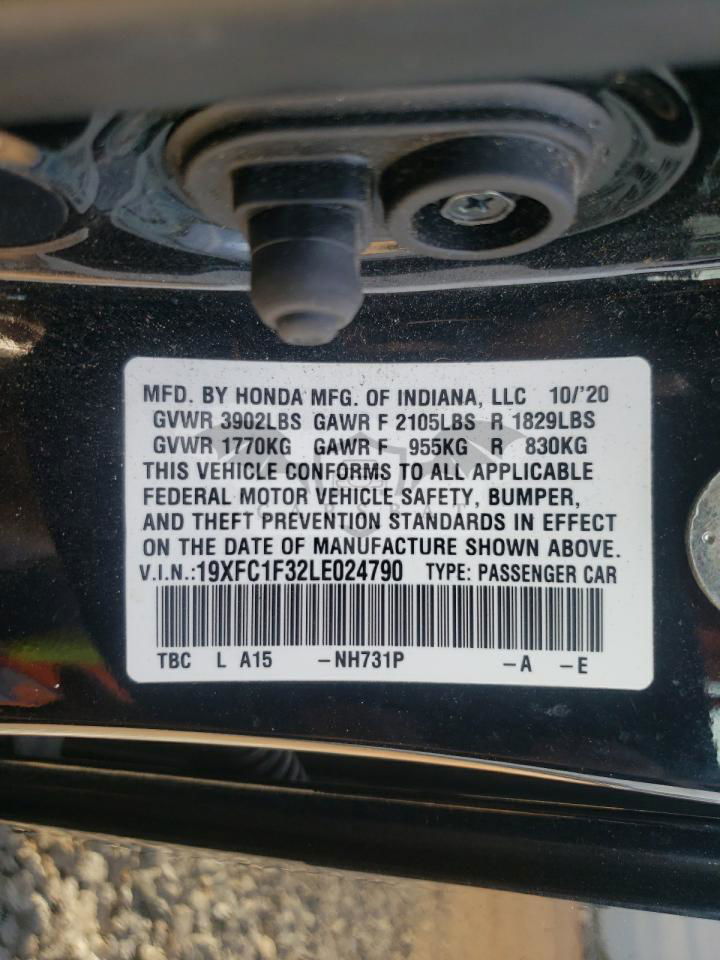 MFD. BY HONDA MFG. OF INDIANA, LLC 10/'20
GVWR 3902LBS GAWR F 2105LBS R 1829LBS
GVWR 1770KG GAWR F 955KG R 830KG
THIS VEHICLE CONFORMS TO ALL APPLICABLE
FEDERAL MOTOR VEHICLE SAFETY, BUMPER,
AND THEFT PREVENTION STANDARDS IN EFFECT
ON THE DATE OF MANUFACTURE SHOWN ABOVE.
V.I.N.:19XFC1F32LE024790 TYPE: PASSENGER CAR
TBC L A15 –NH731P –A –E